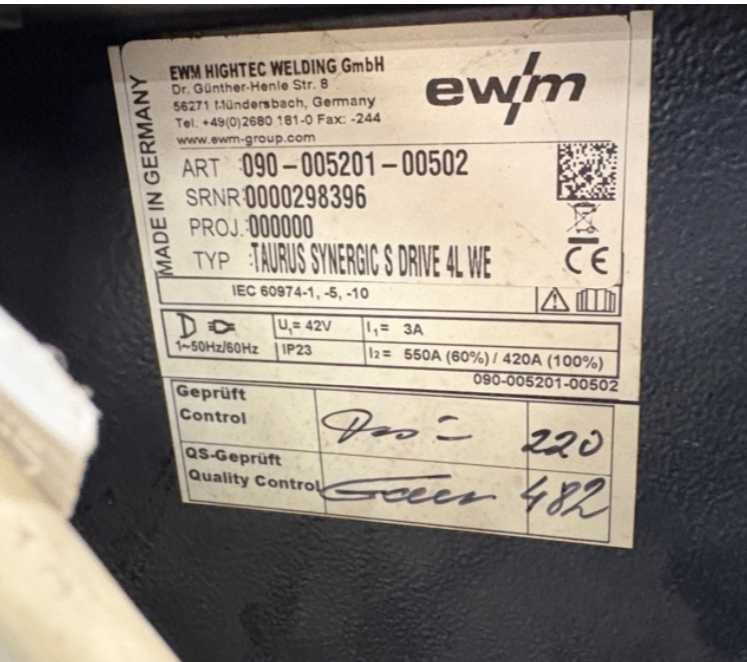 EWM HIGHTEC WELDING GmbH
Dr. Günther-Henle Str. 8
56271 Mündersbach, Germany
Tel. +49(0)2680 181-0 Fax: -244
www.ewm-group.com
ewm
MADE IN GERMANY
ART :090-005201-00502
SRNR:0000298396
PROJ.:000000
TYP :TAURUS SYNERGIC S DRIVE 4L WE
CE
IEC 60974-1, -5, -10
U₁= 42V I₁= 3A
1~50Hz/60Hz IP23 I2= 550A (60%) / 420A (100%)
090-005201-00502
Geprüft
Control
220
QS-Geprüft
Quality Control
482